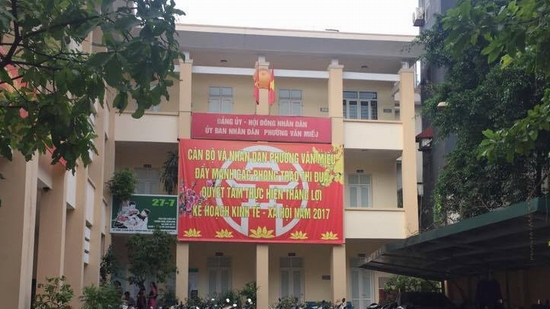 ĐẢNG ỦY - HỘI ĐỒNG NHÂN DÂN
ỦY BAN NHÂN DÂN PHƯỜNG VĂN MIẾU
CÁN BỘ VÀ NHÂN DÂN PHƯỜNG VĂN MIẾU
ĐẨY MẠNH CÁC PHONG TRÀO THI ĐUA
QUYẾT TÂM THỰC HIỆN THẮNG LỢI
KẾ HOẠCH KINH TẾ - XÃ HỘI NĂM 2017
27-7